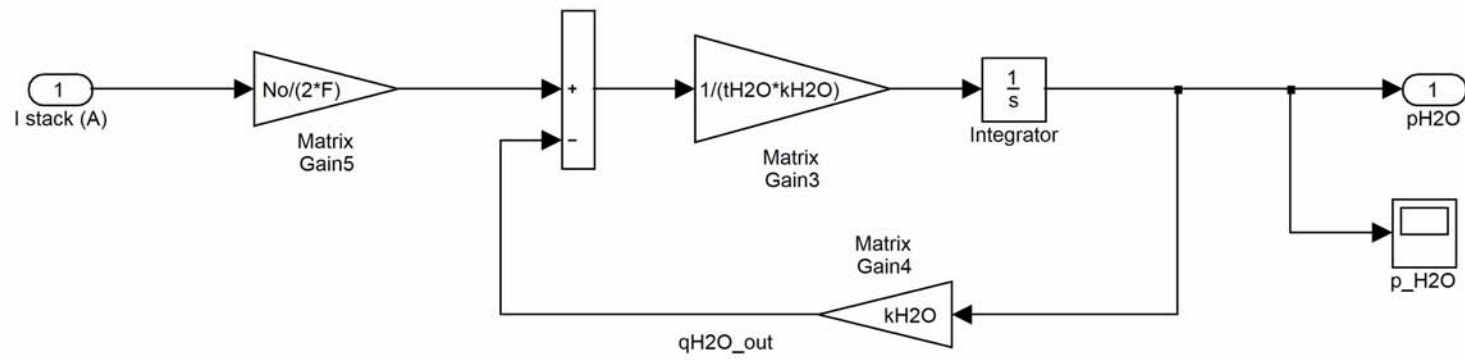 1
I stack (A)
No/(2*F)
Matrix
Gain5
+
−
1/(tH2O*kH2O)
Matrix
Gain3
1
s
Integrator
1
pH2O
p_H2O
Matrix
Gain4
kH2O
qH2O_out